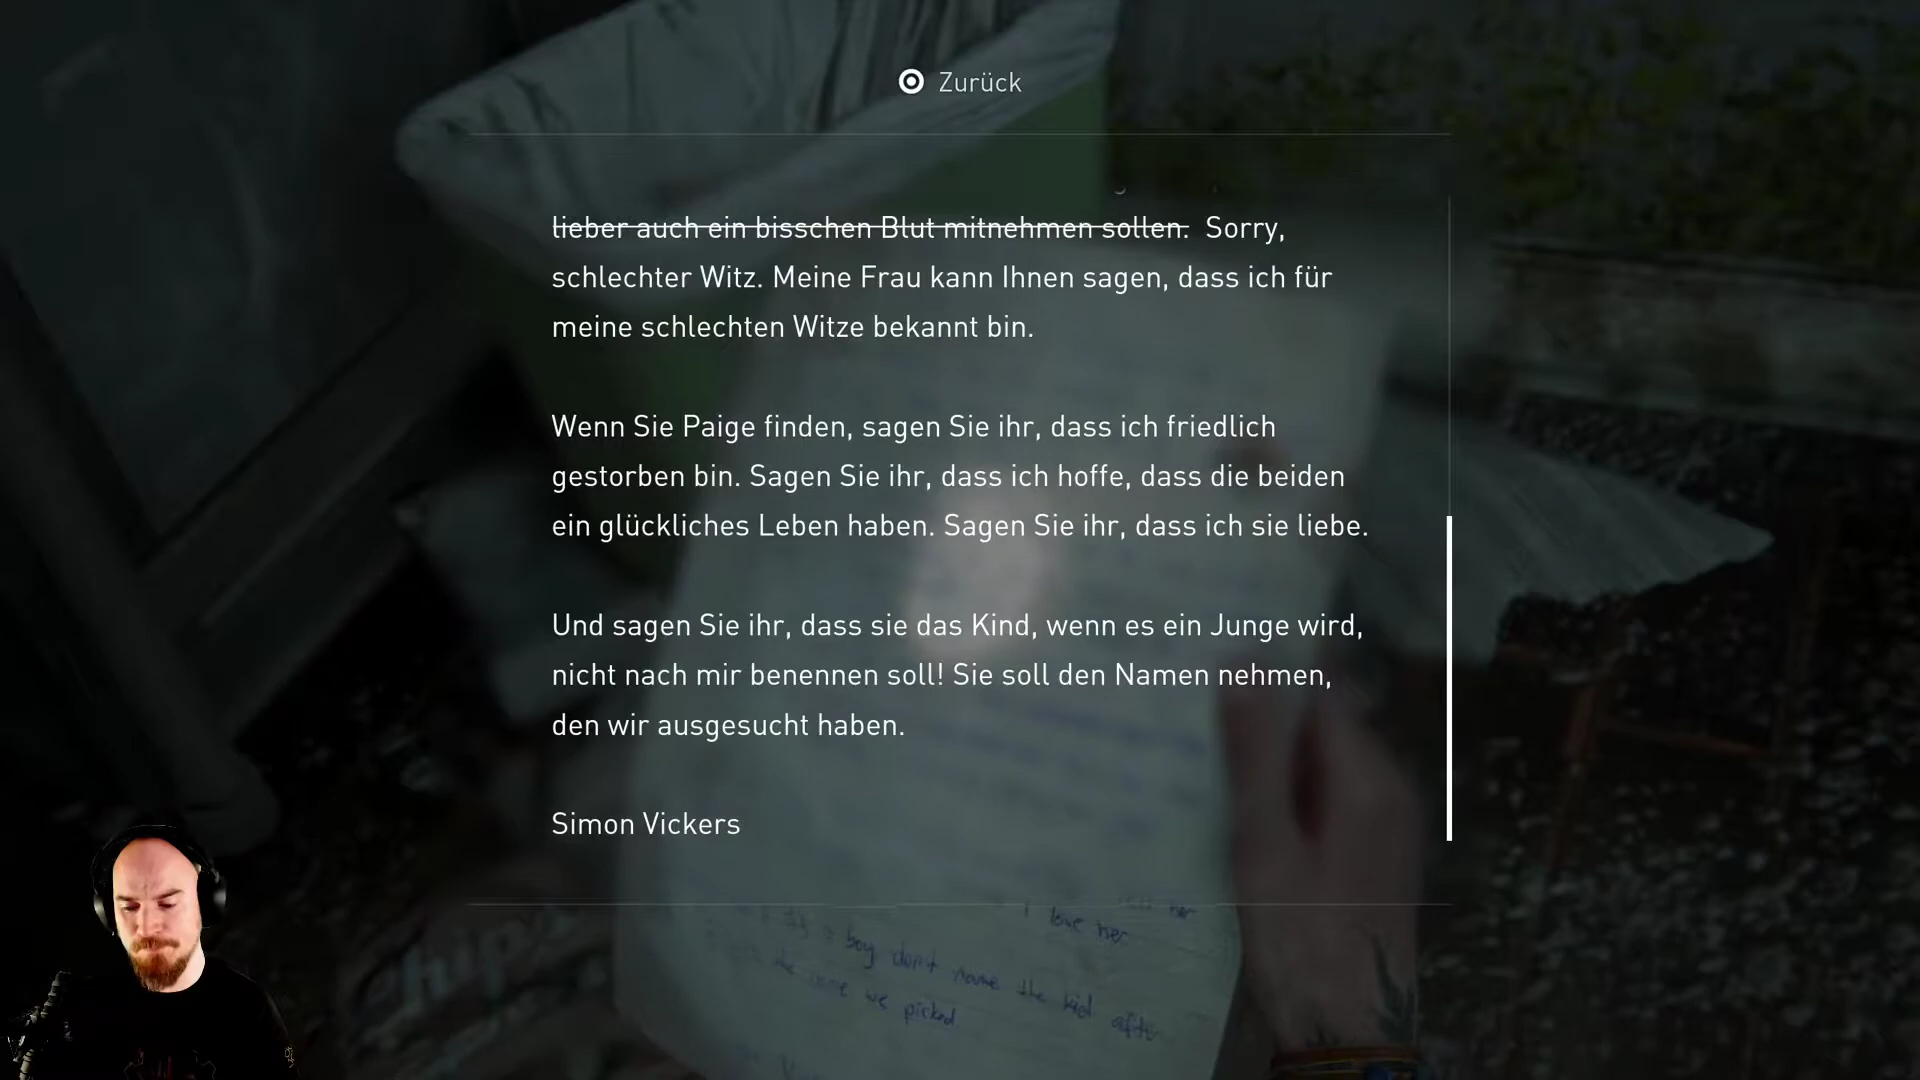 Zurück
lieber auch ein bisschen Blut mitnehmen sollen. Sorry,
schlechter Witz. Meine Frau kann Ihnen sagen, dass ich für
meine schlechten Witze bekannt bin.
Wenn Sie Paige finden, sagen Sie ihr, dass ich friedlich
gestorben bin. Sagen Sie ihr, dass ich hoffe, dass die beiden
ein glückliches Leben haben. Sagen Sie ihr, dass ich sie liebe.
Und sagen Sie ihr, dass sie das Kind, wenn es ein Junge wird,
nicht nach mir benennen soll! Sie soll den Namen nehmen,
den wir ausgesucht haben.
Simon Vickers
her
I love her
boy don't name the kid after
the name we picked